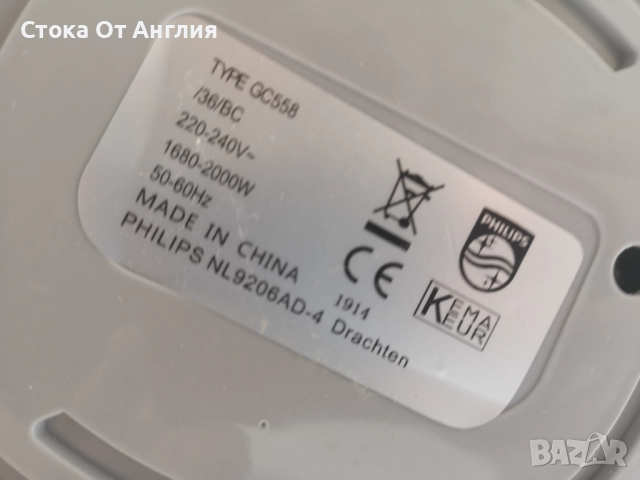 Стока От Англия
TYPE GC558
/36/BC
220-240V~
1680-2000W
50-60Hz
MADE IN CHINA
PHILIPS NL9206AD-4 Drachten
1914
CE
PHILIPS
KEMA
KEUR
BAZAR